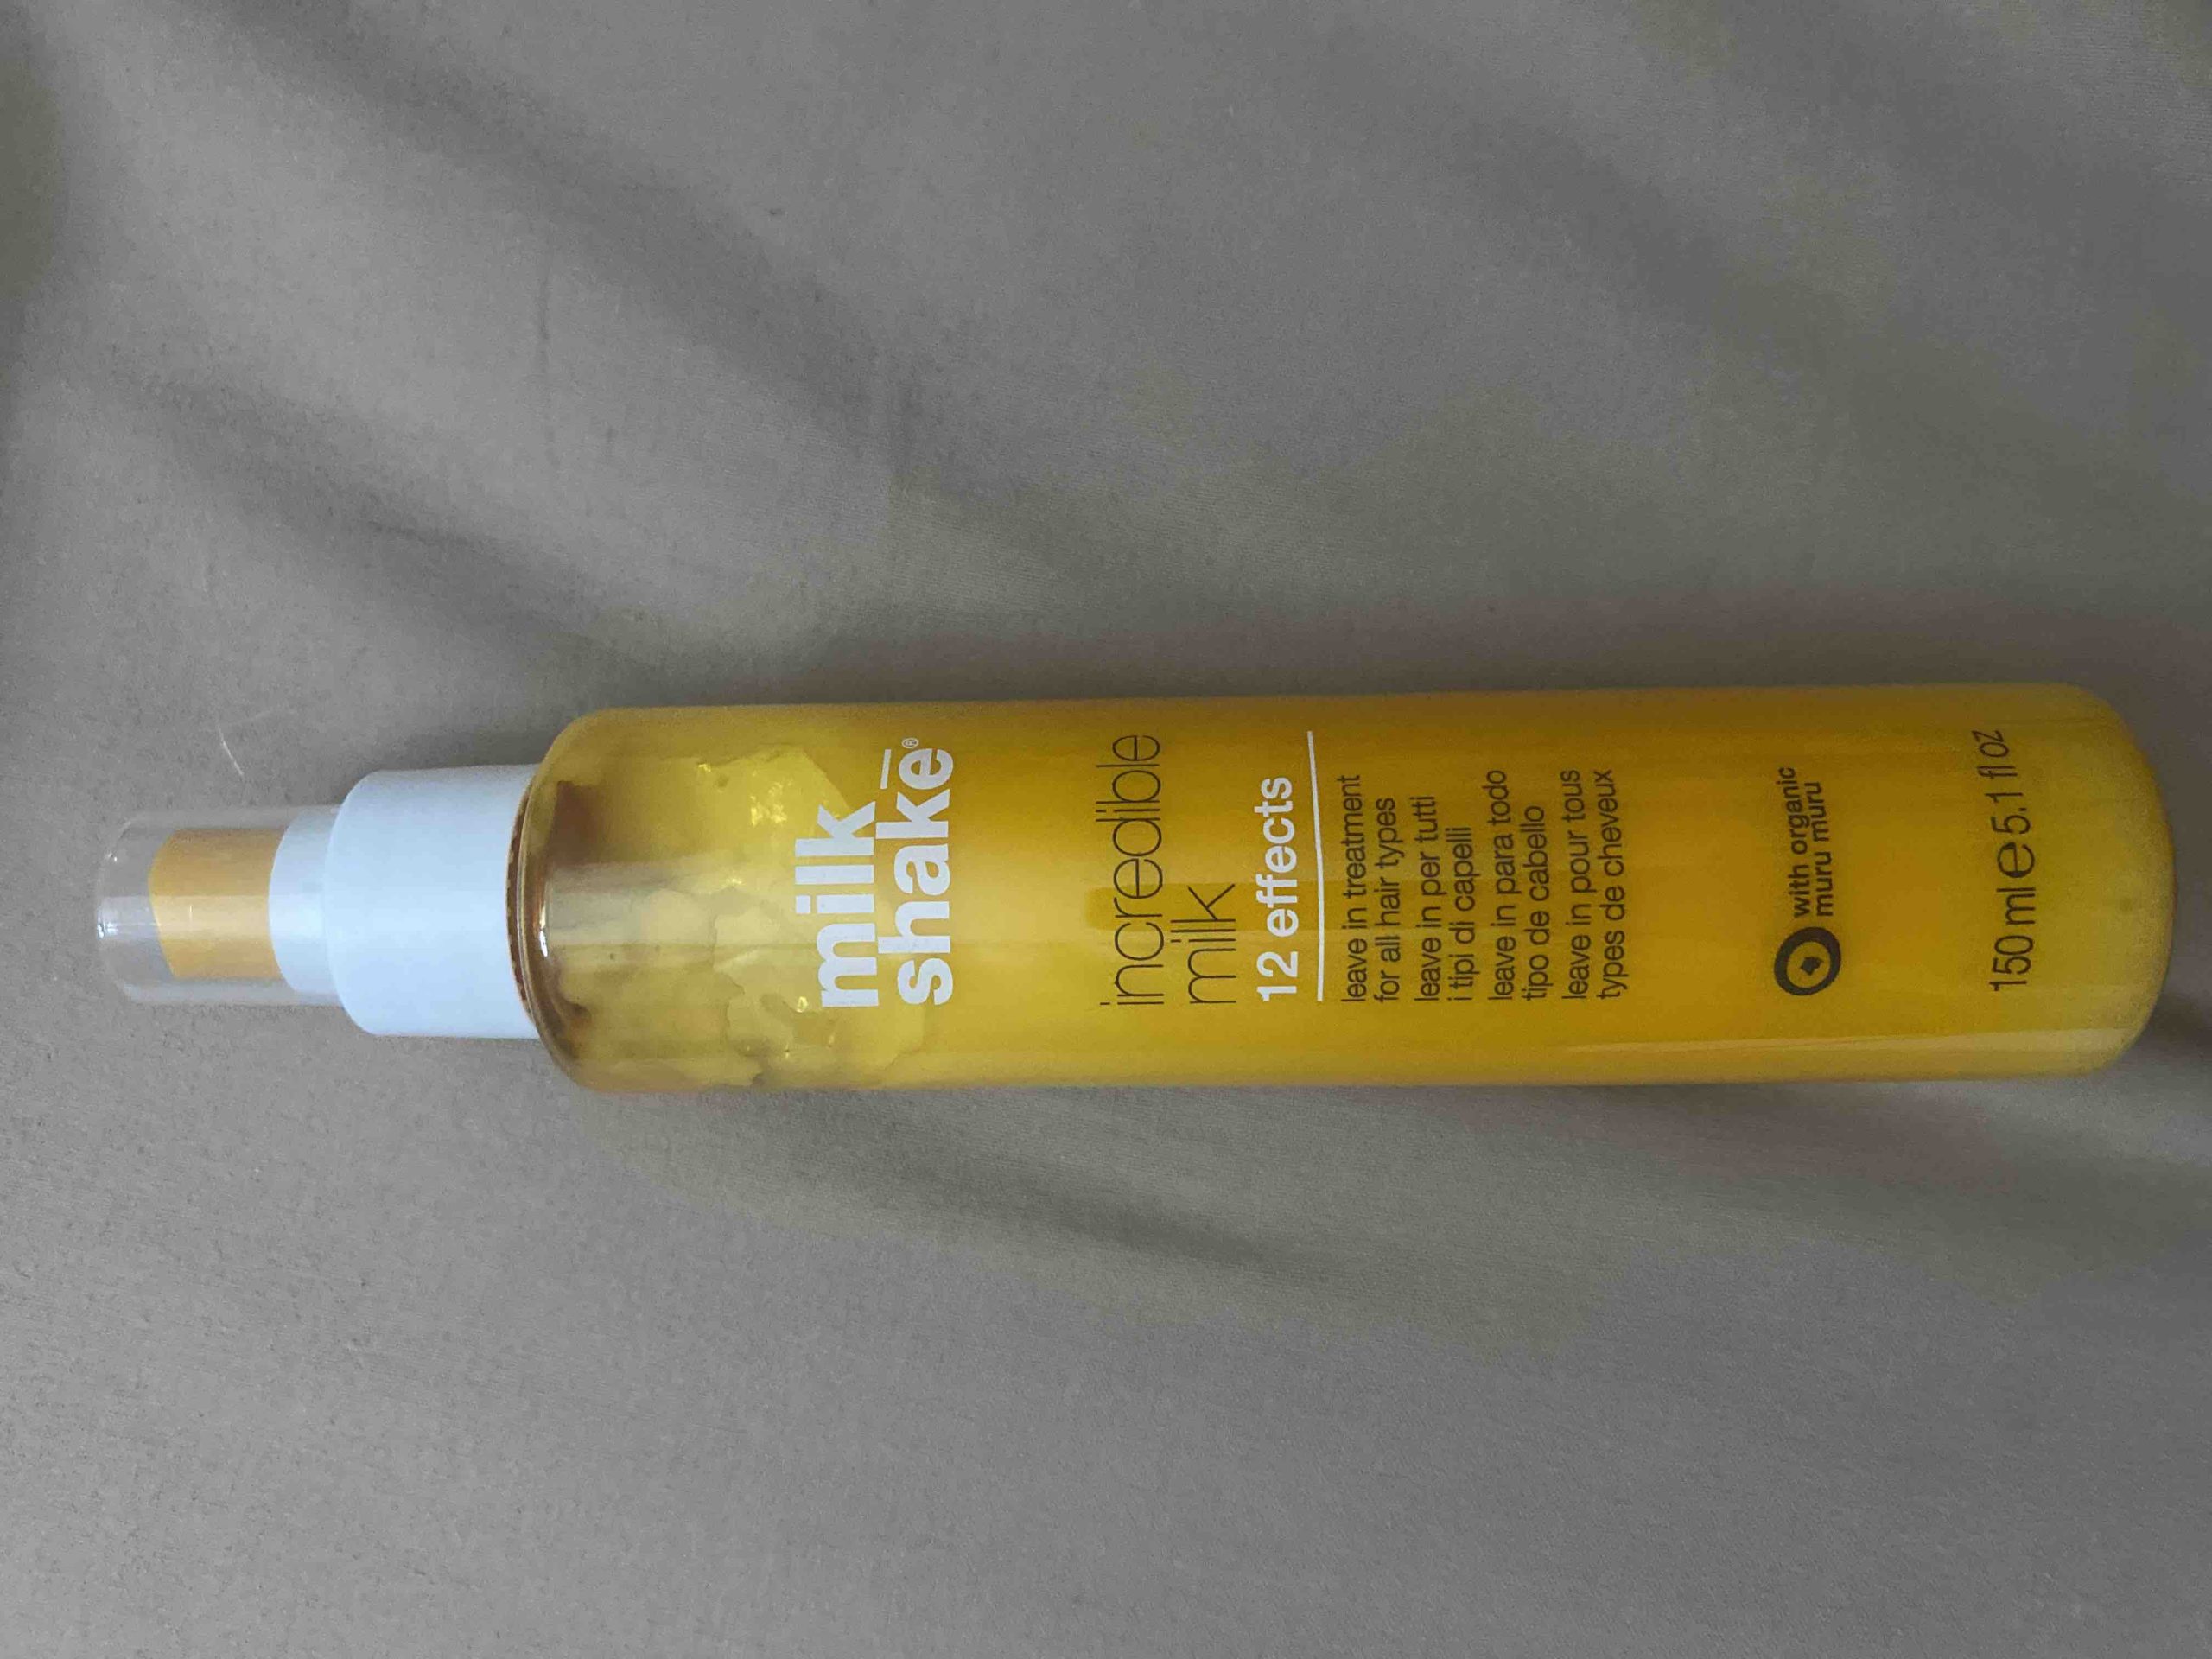 milk
shake®
incredible
milk
12 effects
leave in treatment
for all hair types
leave in per tutti
i tipi di capelli
leave in para todo
tipo de cabello
leave in pour tous
types de cheveux
with organic
muru muru
150 ml e 5.1 fl oz